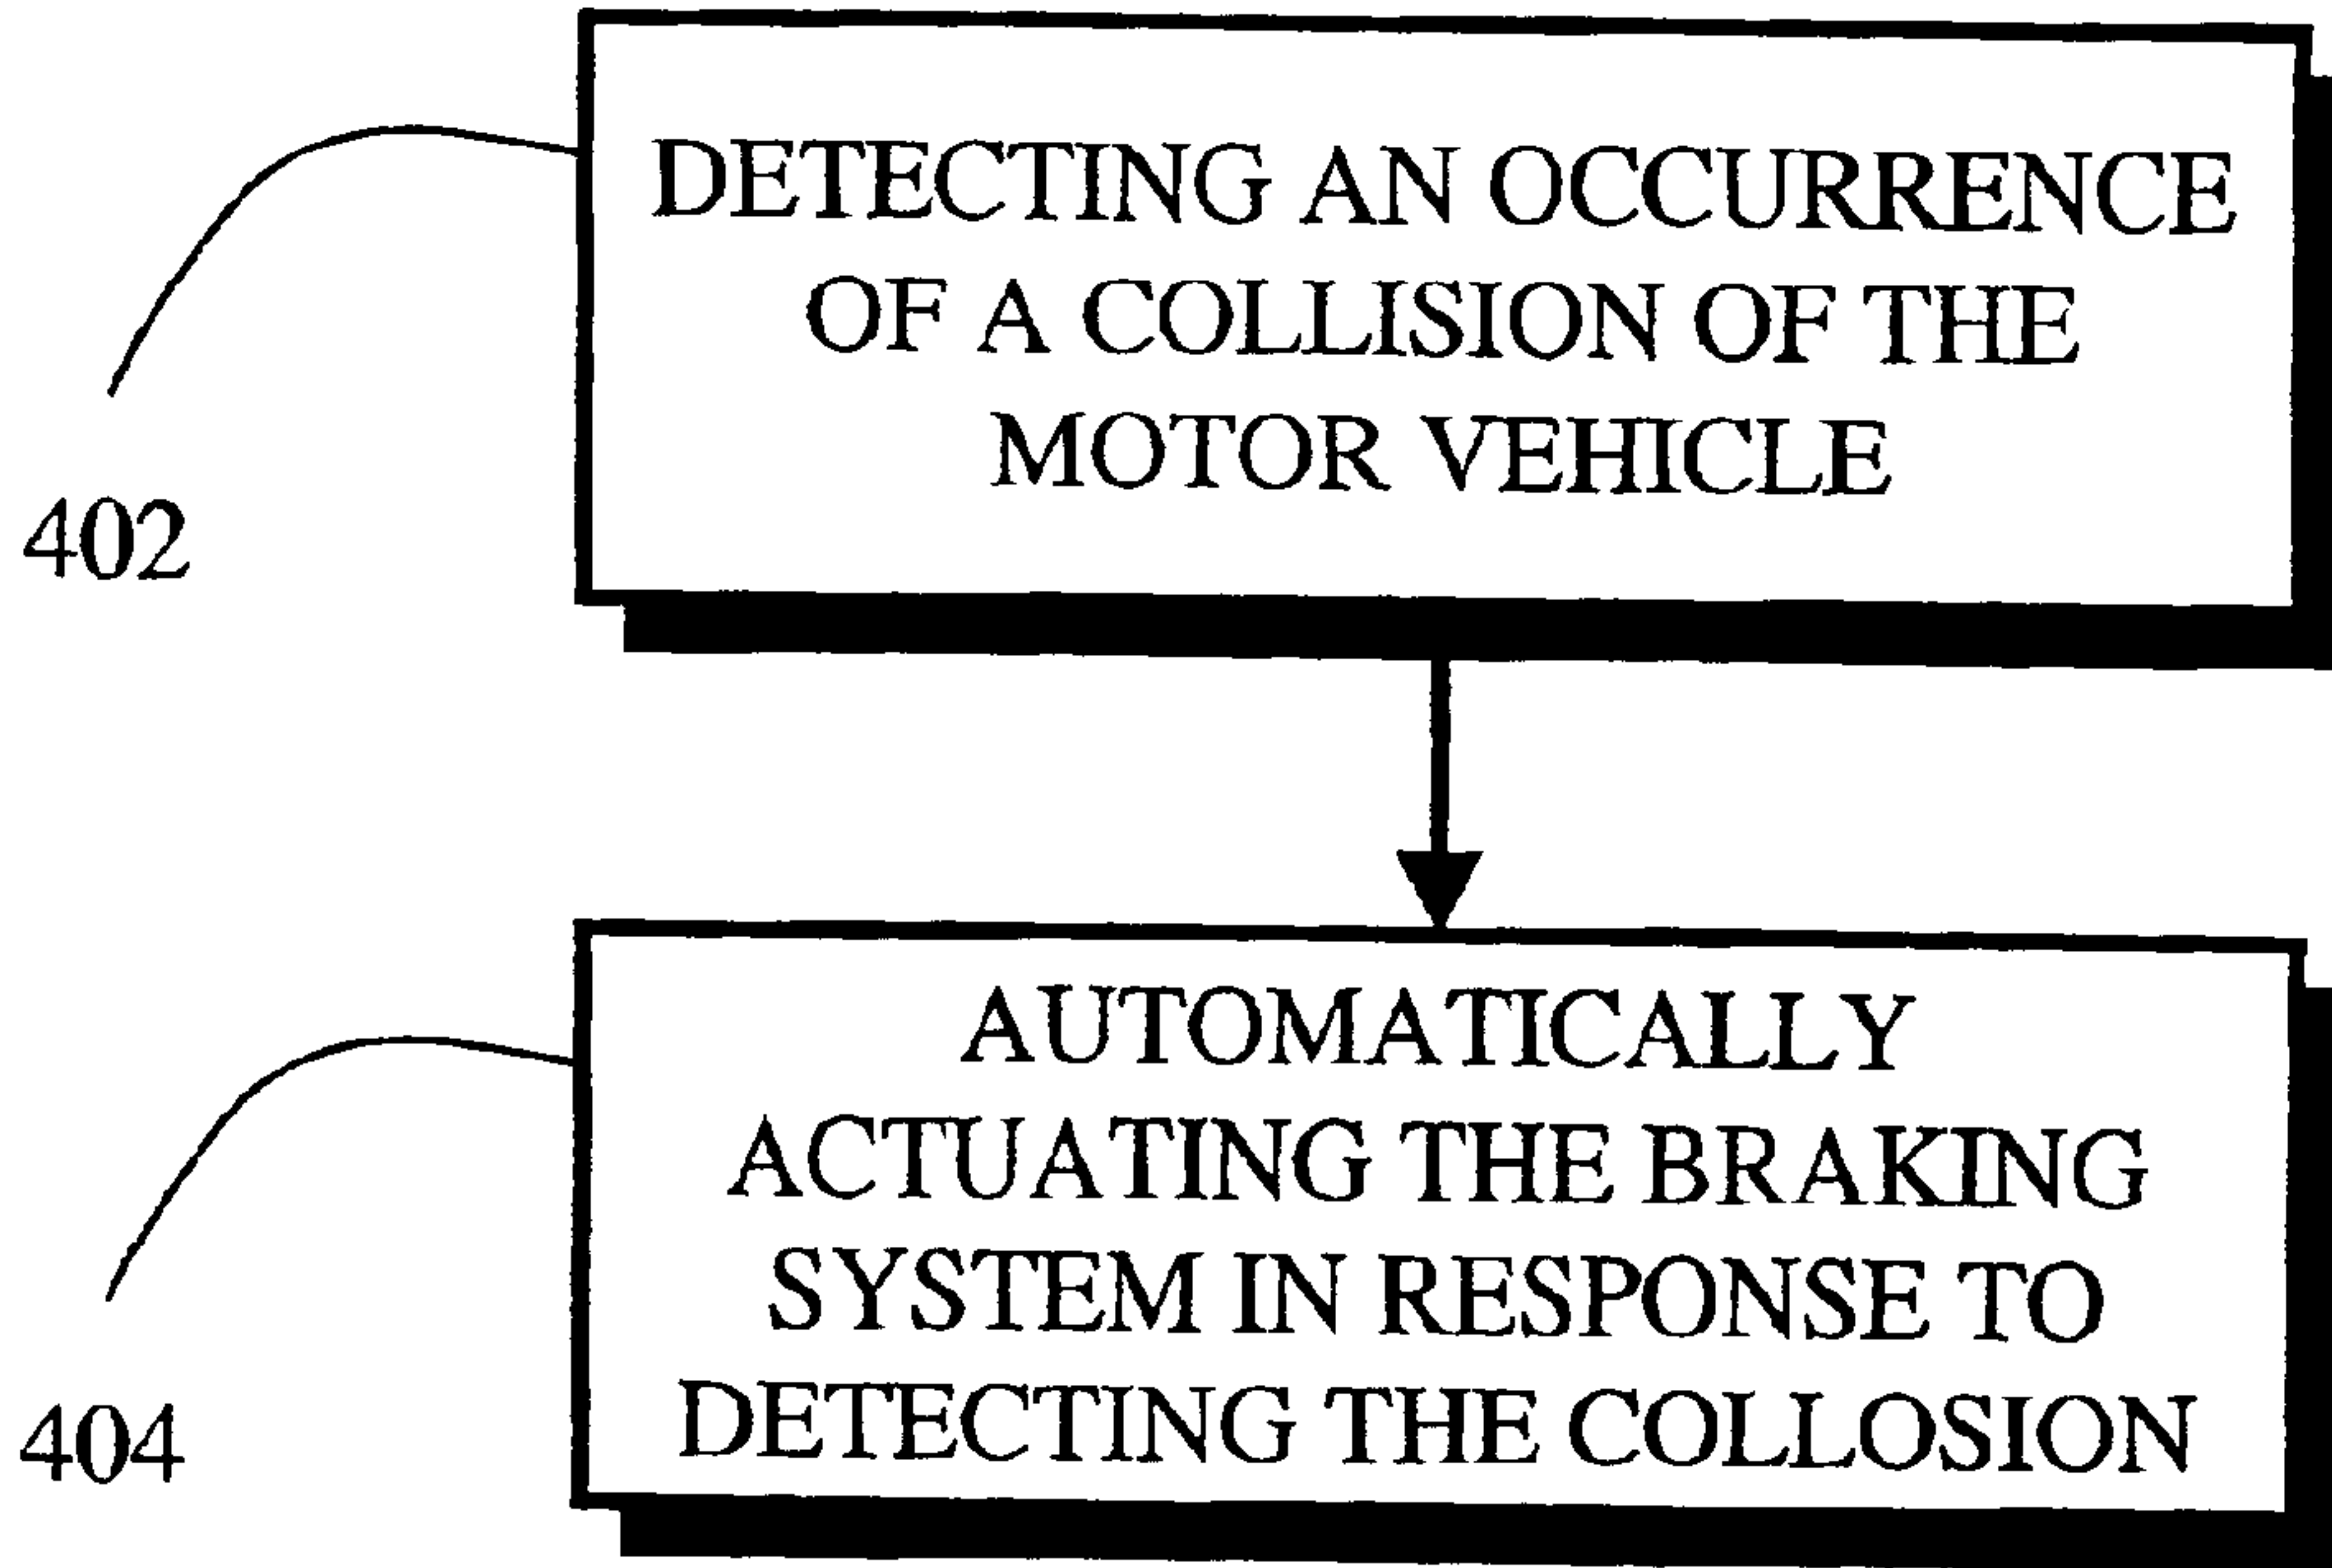 DETECTING AN OCCURRENCE
OF A COLLISION OF THE
MOTOR VEHICLE
402
AUTOMATICALLY
ACTUATING THE BRAKING
SYSTEM IN RESPONSE TO
DETECTING THE COLLOSION
404